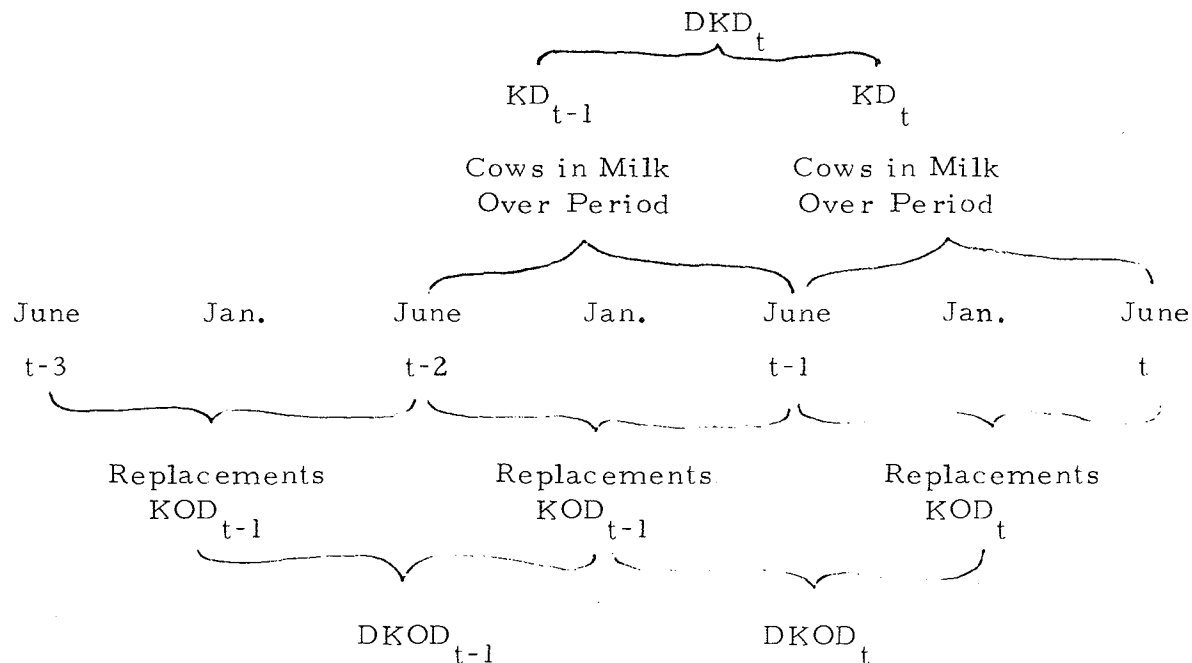 DKD_t
KD_t-1 KD_t
Cows in Milk Cows in Milk
Over Period Over Period
June Jan. June Jan. June Jan. June
t-3 t-2 t-1 t
Replacements Replacements Replacements
KOD_t-1 KOD_t-1 KOD_t
DKOD_t-1 DKOD_t